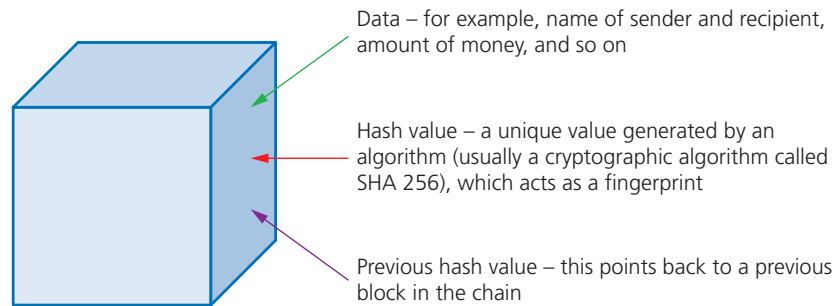 Data – for example, name of sender and recipient,
amount of money, and so on
Hash value – a unique value generated by an
algorithm (usually a cryptographic algorithm called
SHA 256), which acts as a fingerprint
Previous hash value – this points back to a previous
block in the chain